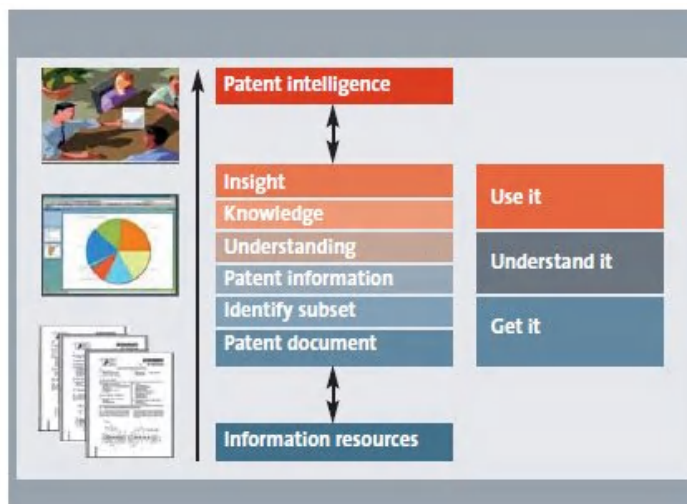 Patent intelligence
Insight
Knowledge
Understanding
Patent information
Identify subset
Patent document
Information resources
Use it
Understand it
Get it